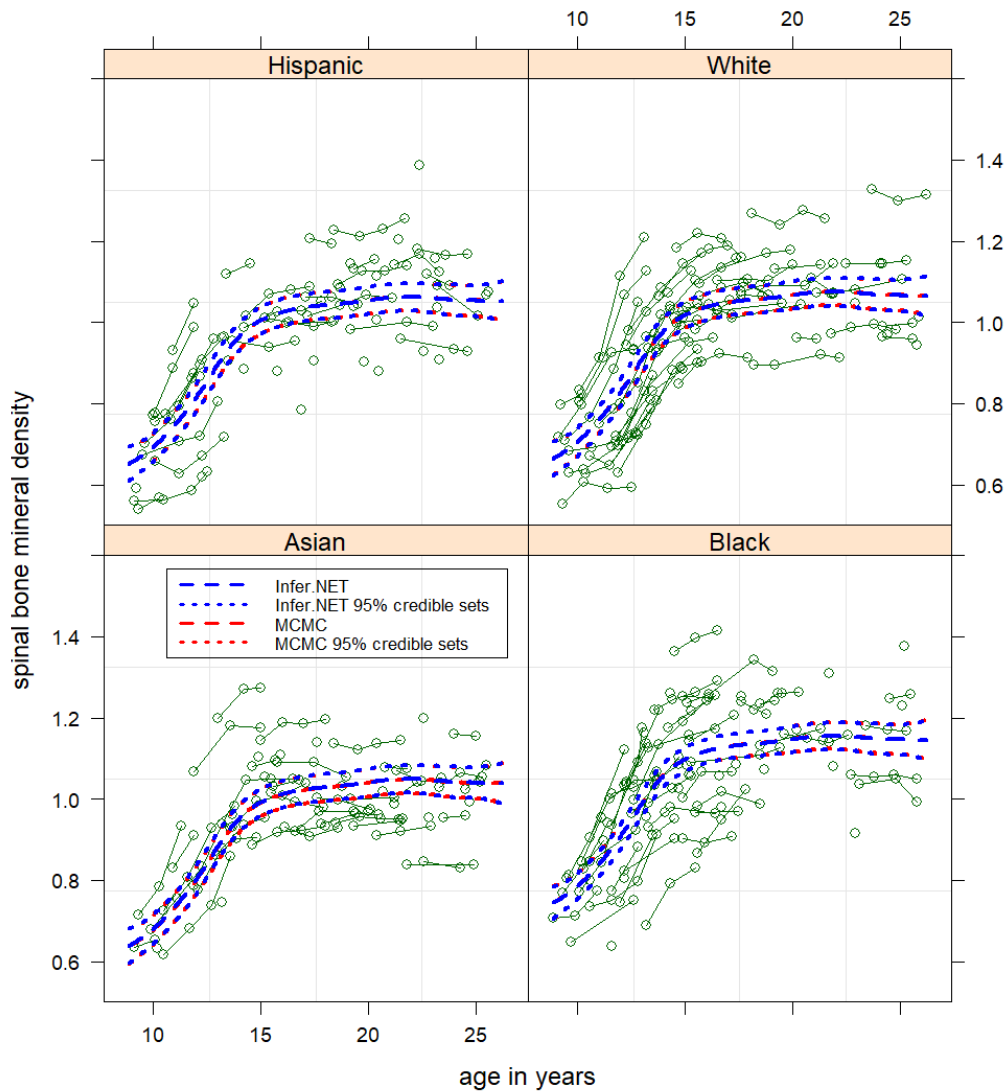 10 15 20 25
Hispanic White
1.4
1.2
1.0
0.8
0.6
Asian Black
Infer.NET
Infer.NET 95% credible sets
MCMC
MCMC 95% credible sets
1.4
1.2
1.0
0.8
0.6
10 15 20 25
spinal bone mineral density
age in years